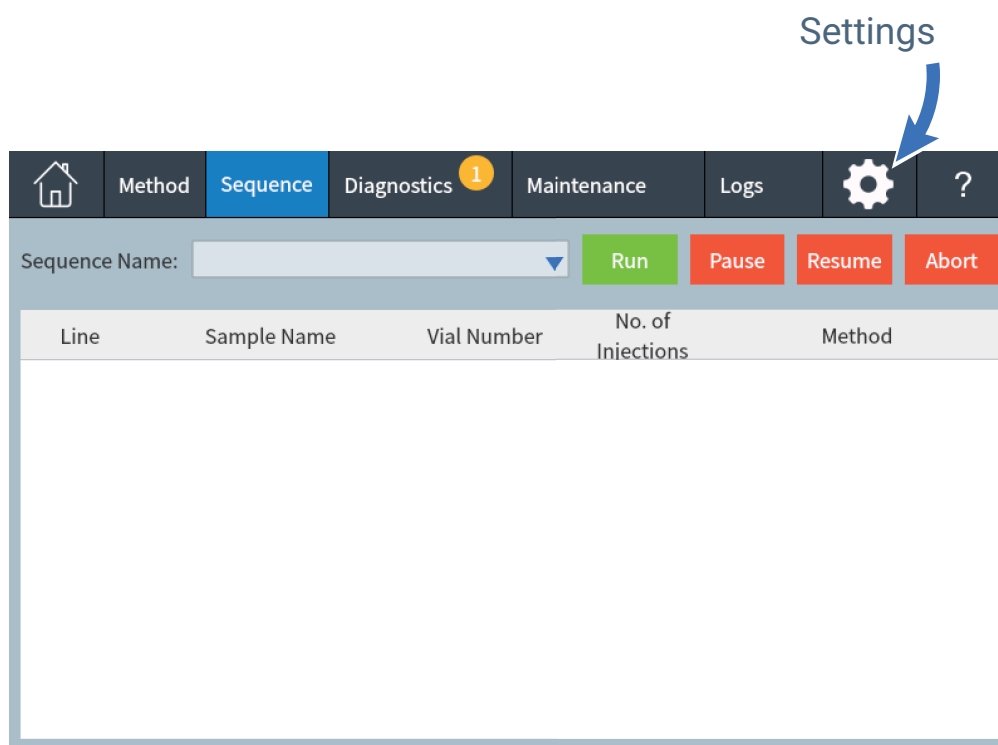 Settings
Method Sequence Diagnostics 1 Maintenance Logs ?
Sequence Name: Run Pause Resume Abort
Line Sample Name Vial Number No. of Injections Method